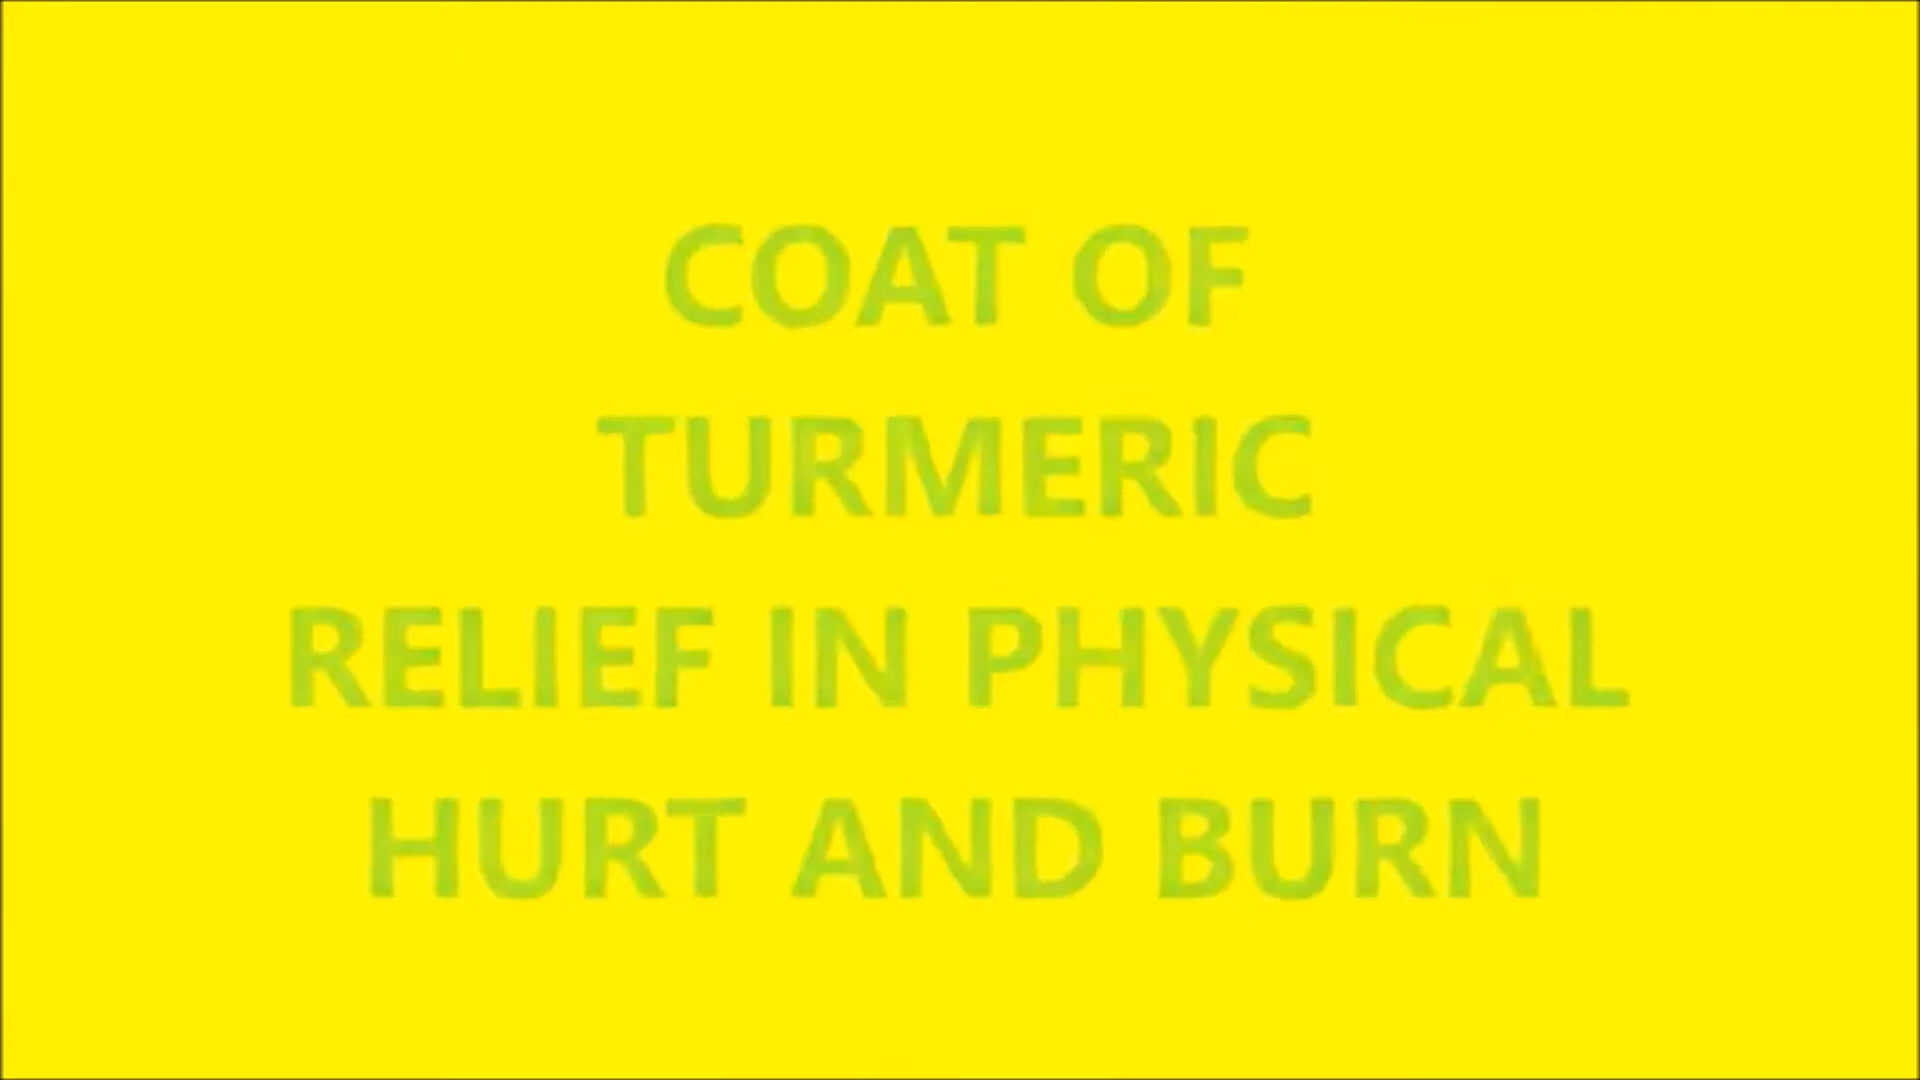 COAT OF
TURMERIC
RELIEF IN PHYSICAL
HURT AND BURN